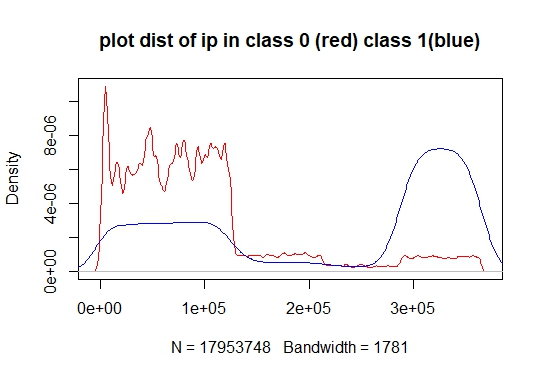 plot dist of ip in class 0 (red) class 1(blue)
Density
0e+00
4e-06
8e-06
0e+00 1e+05 2e+05 3e+05
N = 17953748 Bandwidth = 1781